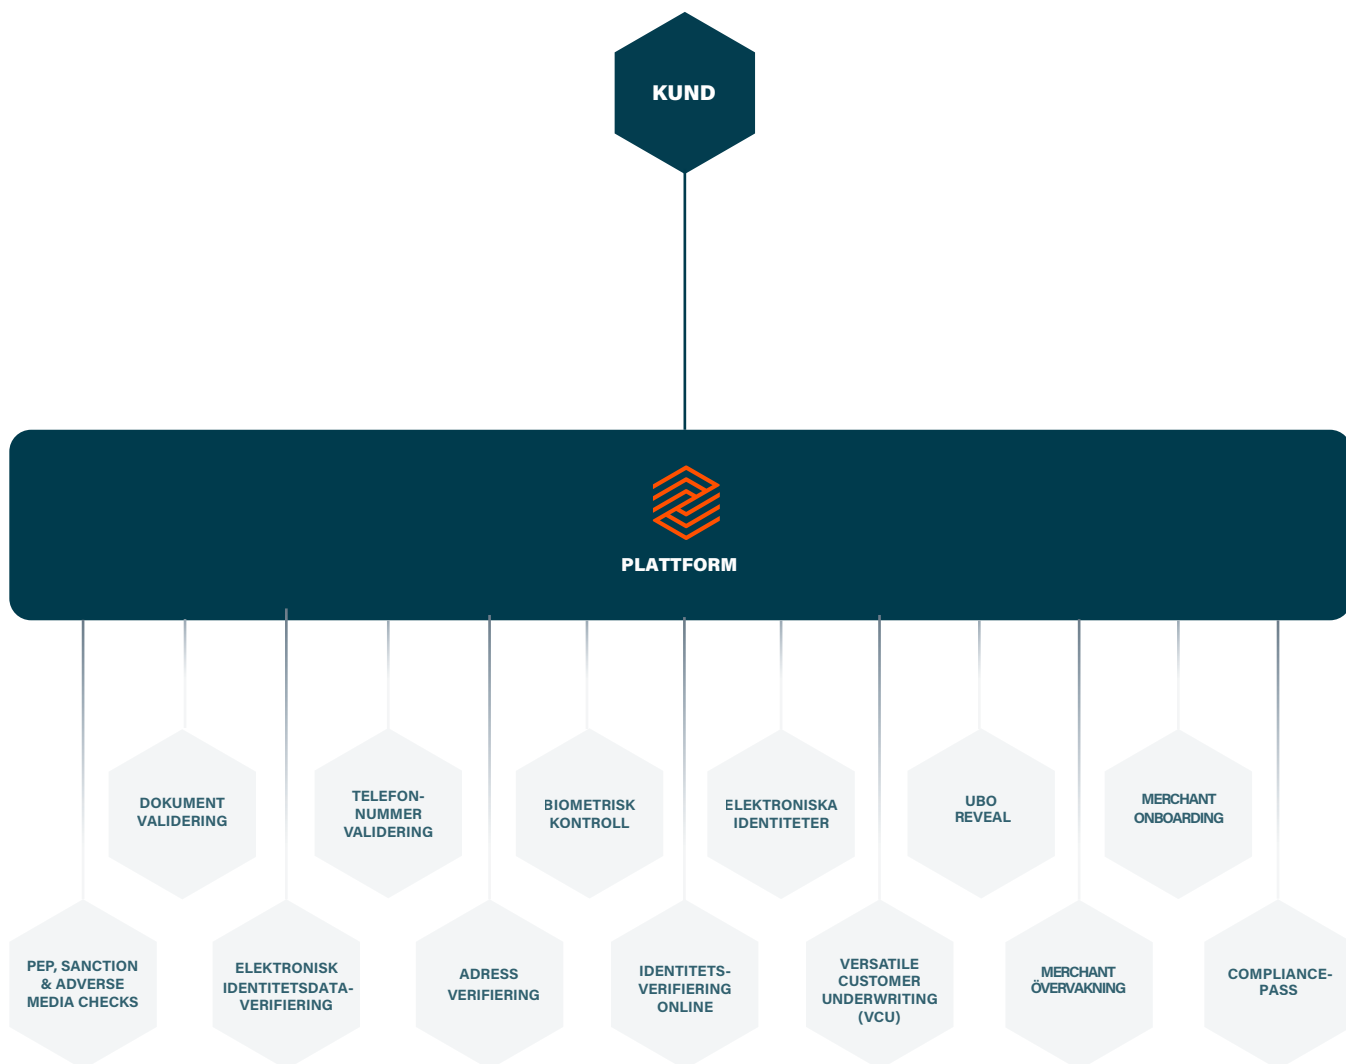 KUND
PLATTFORM
DOKUMENT
VALIDERING
TELEFON-
NUMMER
VALIDERING
BIOMETRISK
KONTROLL
ELEKTRONISKA
IDENTITETER
UBO
REVEAL
MERCHANT
ONBOARDING
PEP, SANCTION
& ADVERSE
MEDIA CHECKS
ELEKTRONISK
IDENTITETSDATA-
VERIFIERING
ADRESS
VERIFIERING
IDENTITETS-
VERIFIERING
ONLINE
VERSATILE
CUSTOMER
UNDERWRITING
(VCU)
MERCHANT
ÖVERVAKNING
COMPLIANCE-
PASS